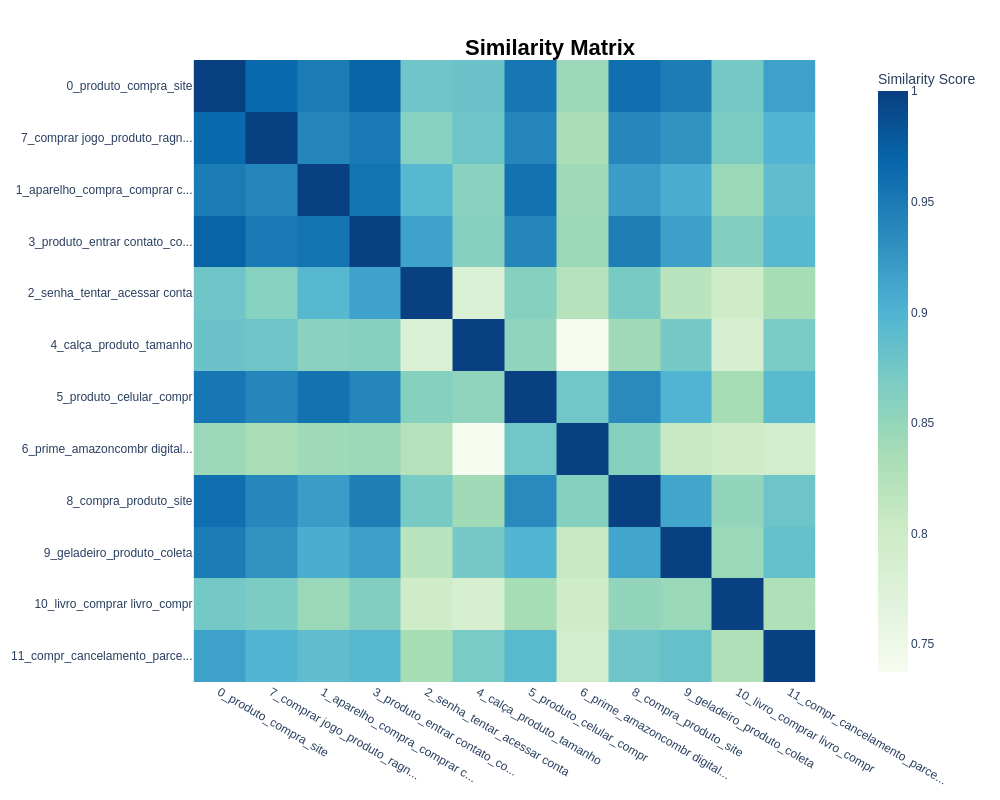 Similarity Matrix
Similarity Score
0_produto_compra_site
7_comprar jogo_produto_ragn...
1_aparelho_compra_comprar c...
3_produto_entrar contato_co...
2_senha_tentar_acessar conta
4_calça_produto_tamanho
5_produto_celular_compr
6_prime_amazoncombr digital...
8_compra_produto_site
9_geladeiro_produto_coleta
10_livro_comprar livro_compr
11_compr_cancelamento_parce...
1
0.95
0.9
0.85
0.8
0.75
0_produto_compra_site
7_comprar jogo_produto_ragn...
1_aparelho_compra_comprar c...
3_produto_entrar contato_co...
2_senha_tentar_acessar conta
4_calça_produto_tamanho
5_produto_celular_compr
6_prime_amazoncombr digital...
8_compra_produto_site
9_geladeiro_produto_coleta
10_livro_comprar livro_compr
11_compr_cancelamento_parce...